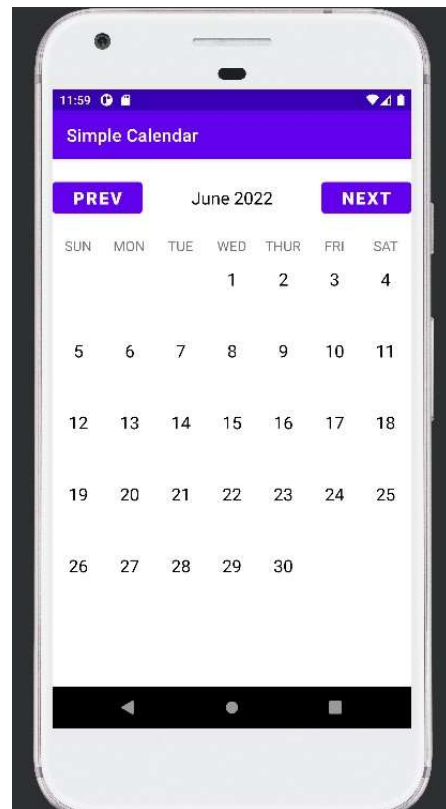 11:59
Simple Calendar
PREV June 2022 NEXT
SUN MON TUE WED THUR FRI SAT
1 2 3 4
5 6 7 8 9 10 11
12 13 14 15 16 17 18
19 20 21 22 23 24 25
26 27 28 29 30